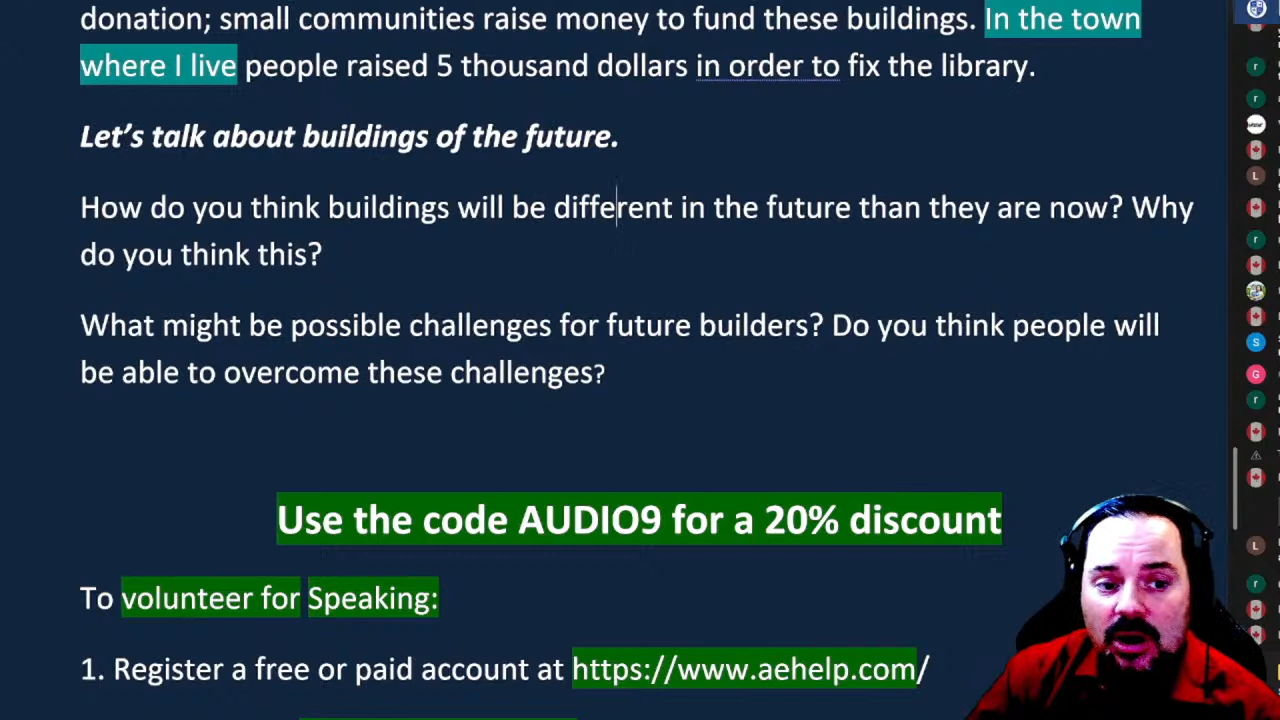 donation; small communities raise money to fund these buildings. In the town
where I live people raised 5 thousand dollars in order to fix the library.
Let's talk about buildings of the future.
How do you think buildings will be different in the future than they are now? Why
do you think this?
What might be possible challenges for future builders? Do you think people will
be able to overcome these challenges?
Use the code AUDIO9 for a 20% discount
To volunteer for Speaking:
1. Register a free or paid account at https://www.aehelp.com/
r
r
L
r
S
G
r
L
r